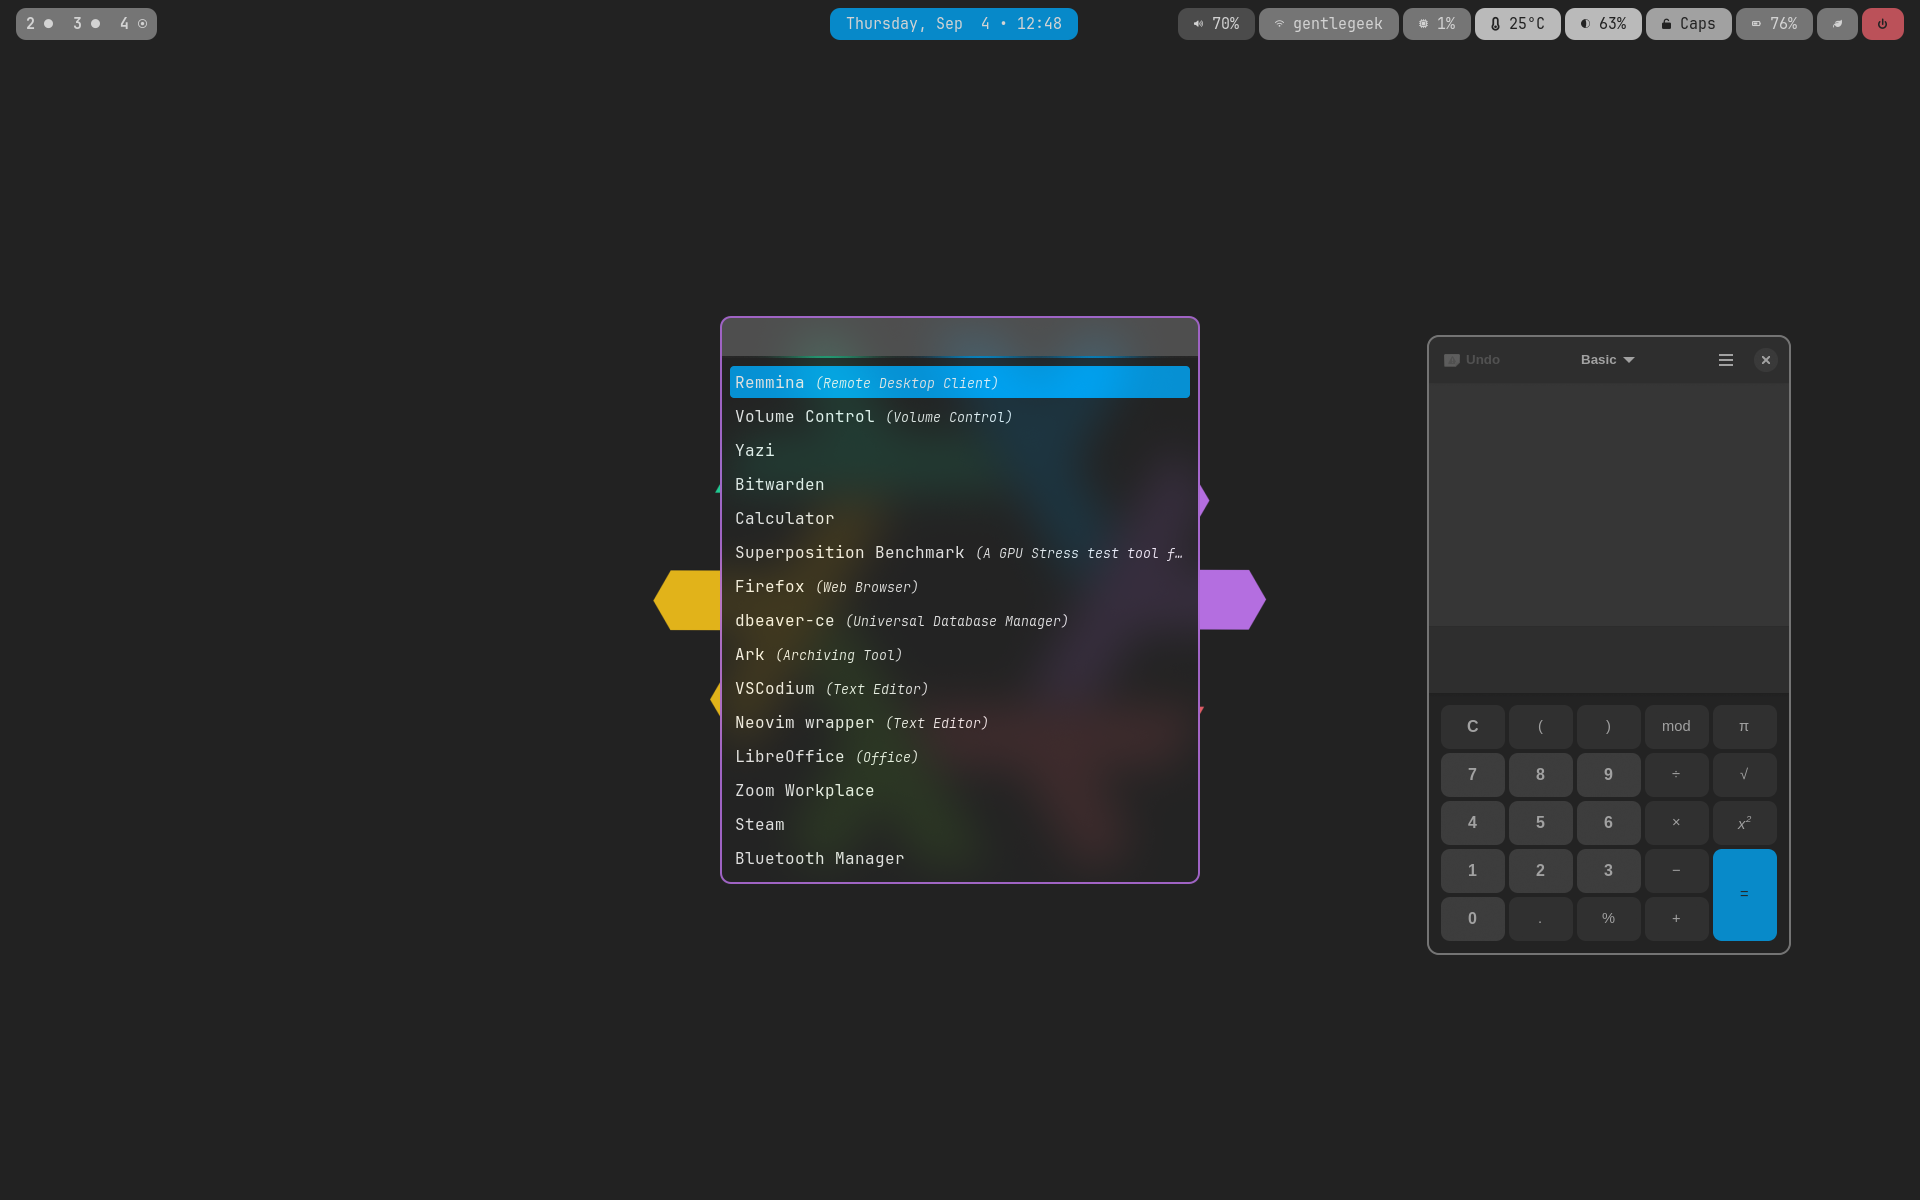 2 3 4
Thursday, Sep 4 • 12:48
70% gentlegeek 1% 25°C 63% Caps 76%
Remmina (Remote Desktop Client)
Volume Control (Volume Control)
Yazi
Bitwarden
Calculator
Superposition Benchmark (A GPU Stress test tool f…
Firefox (Web Browser)
dbeaver-ce (Universal Database Manager)
Ark (Archiving Tool)
VSCodium (Text Editor)
Neovim wrapper (Text Editor)
LibreOffice (Office)
Zoom Workplace
Steam
Bluetooth Manager
Undo Basic
C ( ) mod π
7 8 9 ÷ √
4 5 6 × x²
1 2 3 −
=
0 . % +